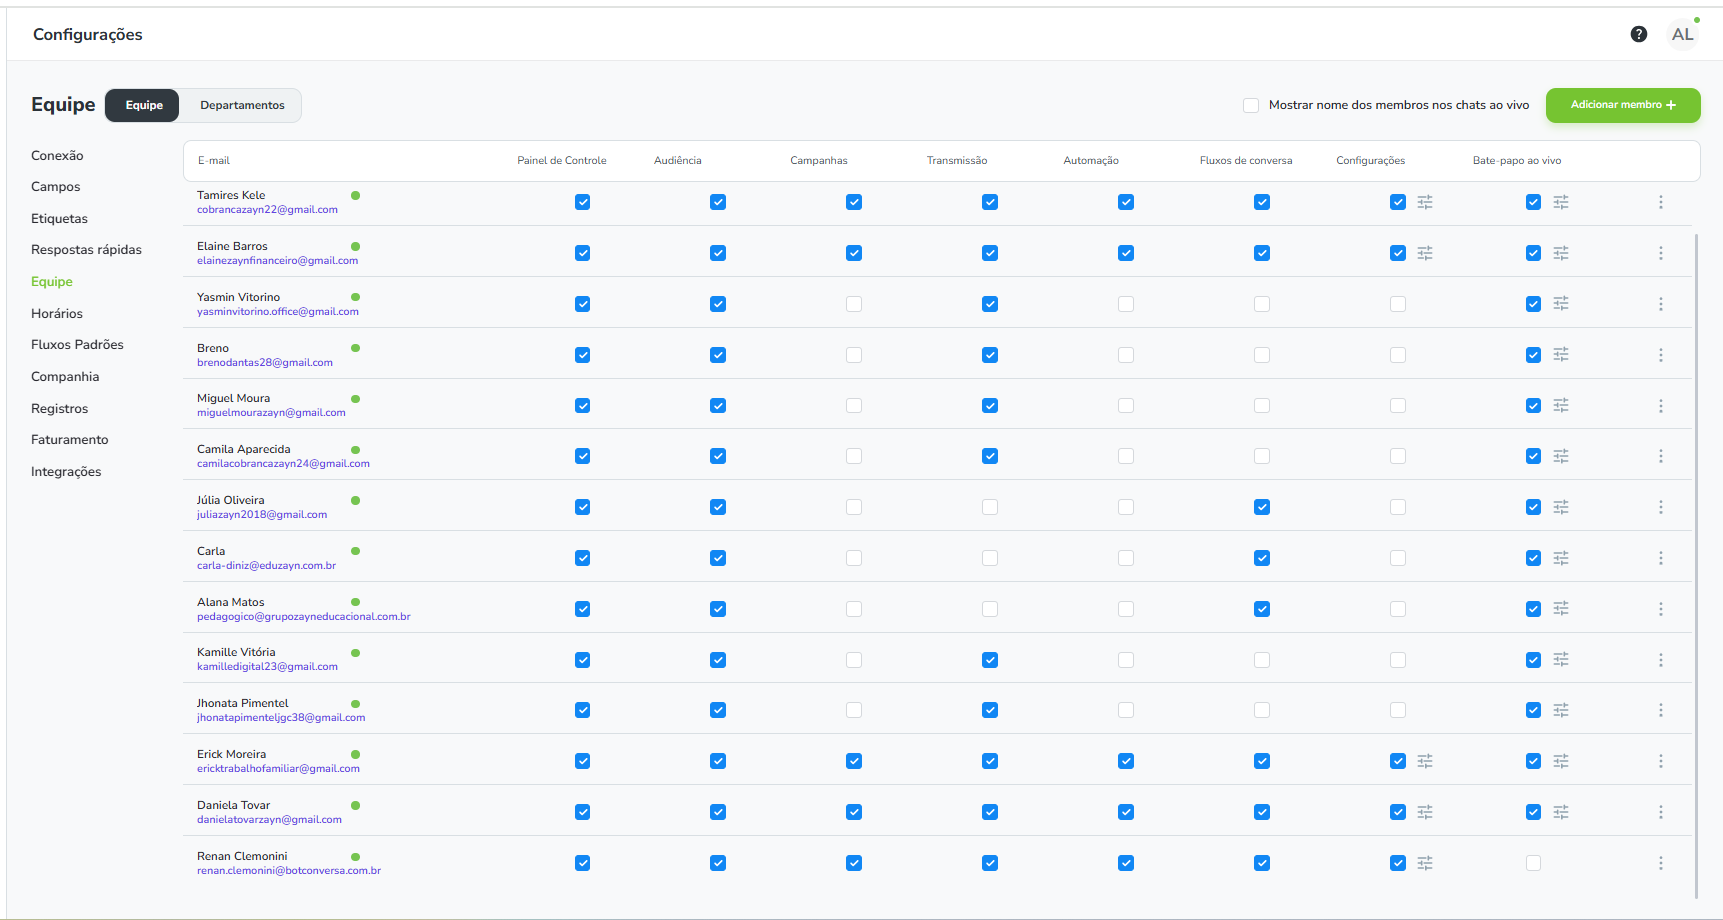 Configurações
?
AL
Equipe
Equipe
Departamentos
Mostrar nome dos membros nos chats ao vivo
Adicionar membro +
Conexão
Campos
Etiquetas
Respostas rápidas
Equipe
Horários
Fluxos Padrões
Companhia
Registros
Faturamento
Integrações
E-mail
Painel de Controle
Audiência
Campanhas
Transmissão
Automação
Fluxos de conversa
Configurações
Bate-papo ao vivo
Tamires Kele
cobrancazayn22@gmail.com
Elaine Barros
elainezaynfinanceiro@gmail.com
Yasmin Vitorino
yasminvitorino.office@gmail.com
Breno
brenodantas28@gmail.com
Miguel Moura
miguelmourazayn@gmail.com
Camila Aparecida
camilacobrancazayn24@gmail.com
Júlia Oliveira
juliazayn2018@gmail.com
Carla
carla-diniz@eduzayn.com.br
Alana Matos
pedagogico@grupozayneducacional.com.br
Kamille Vitória
kamilledigital23@gmail.com
Jhonata Pimentel
jhonatapimenteljgc38@gmail.com
Erick Moreira
ericktrabalhofamiliar@gmail.com
Daniela Tovar
danielatovarzayn@gmail.com
Renan Clemonini
renan.clemonini@botconversa.com.br